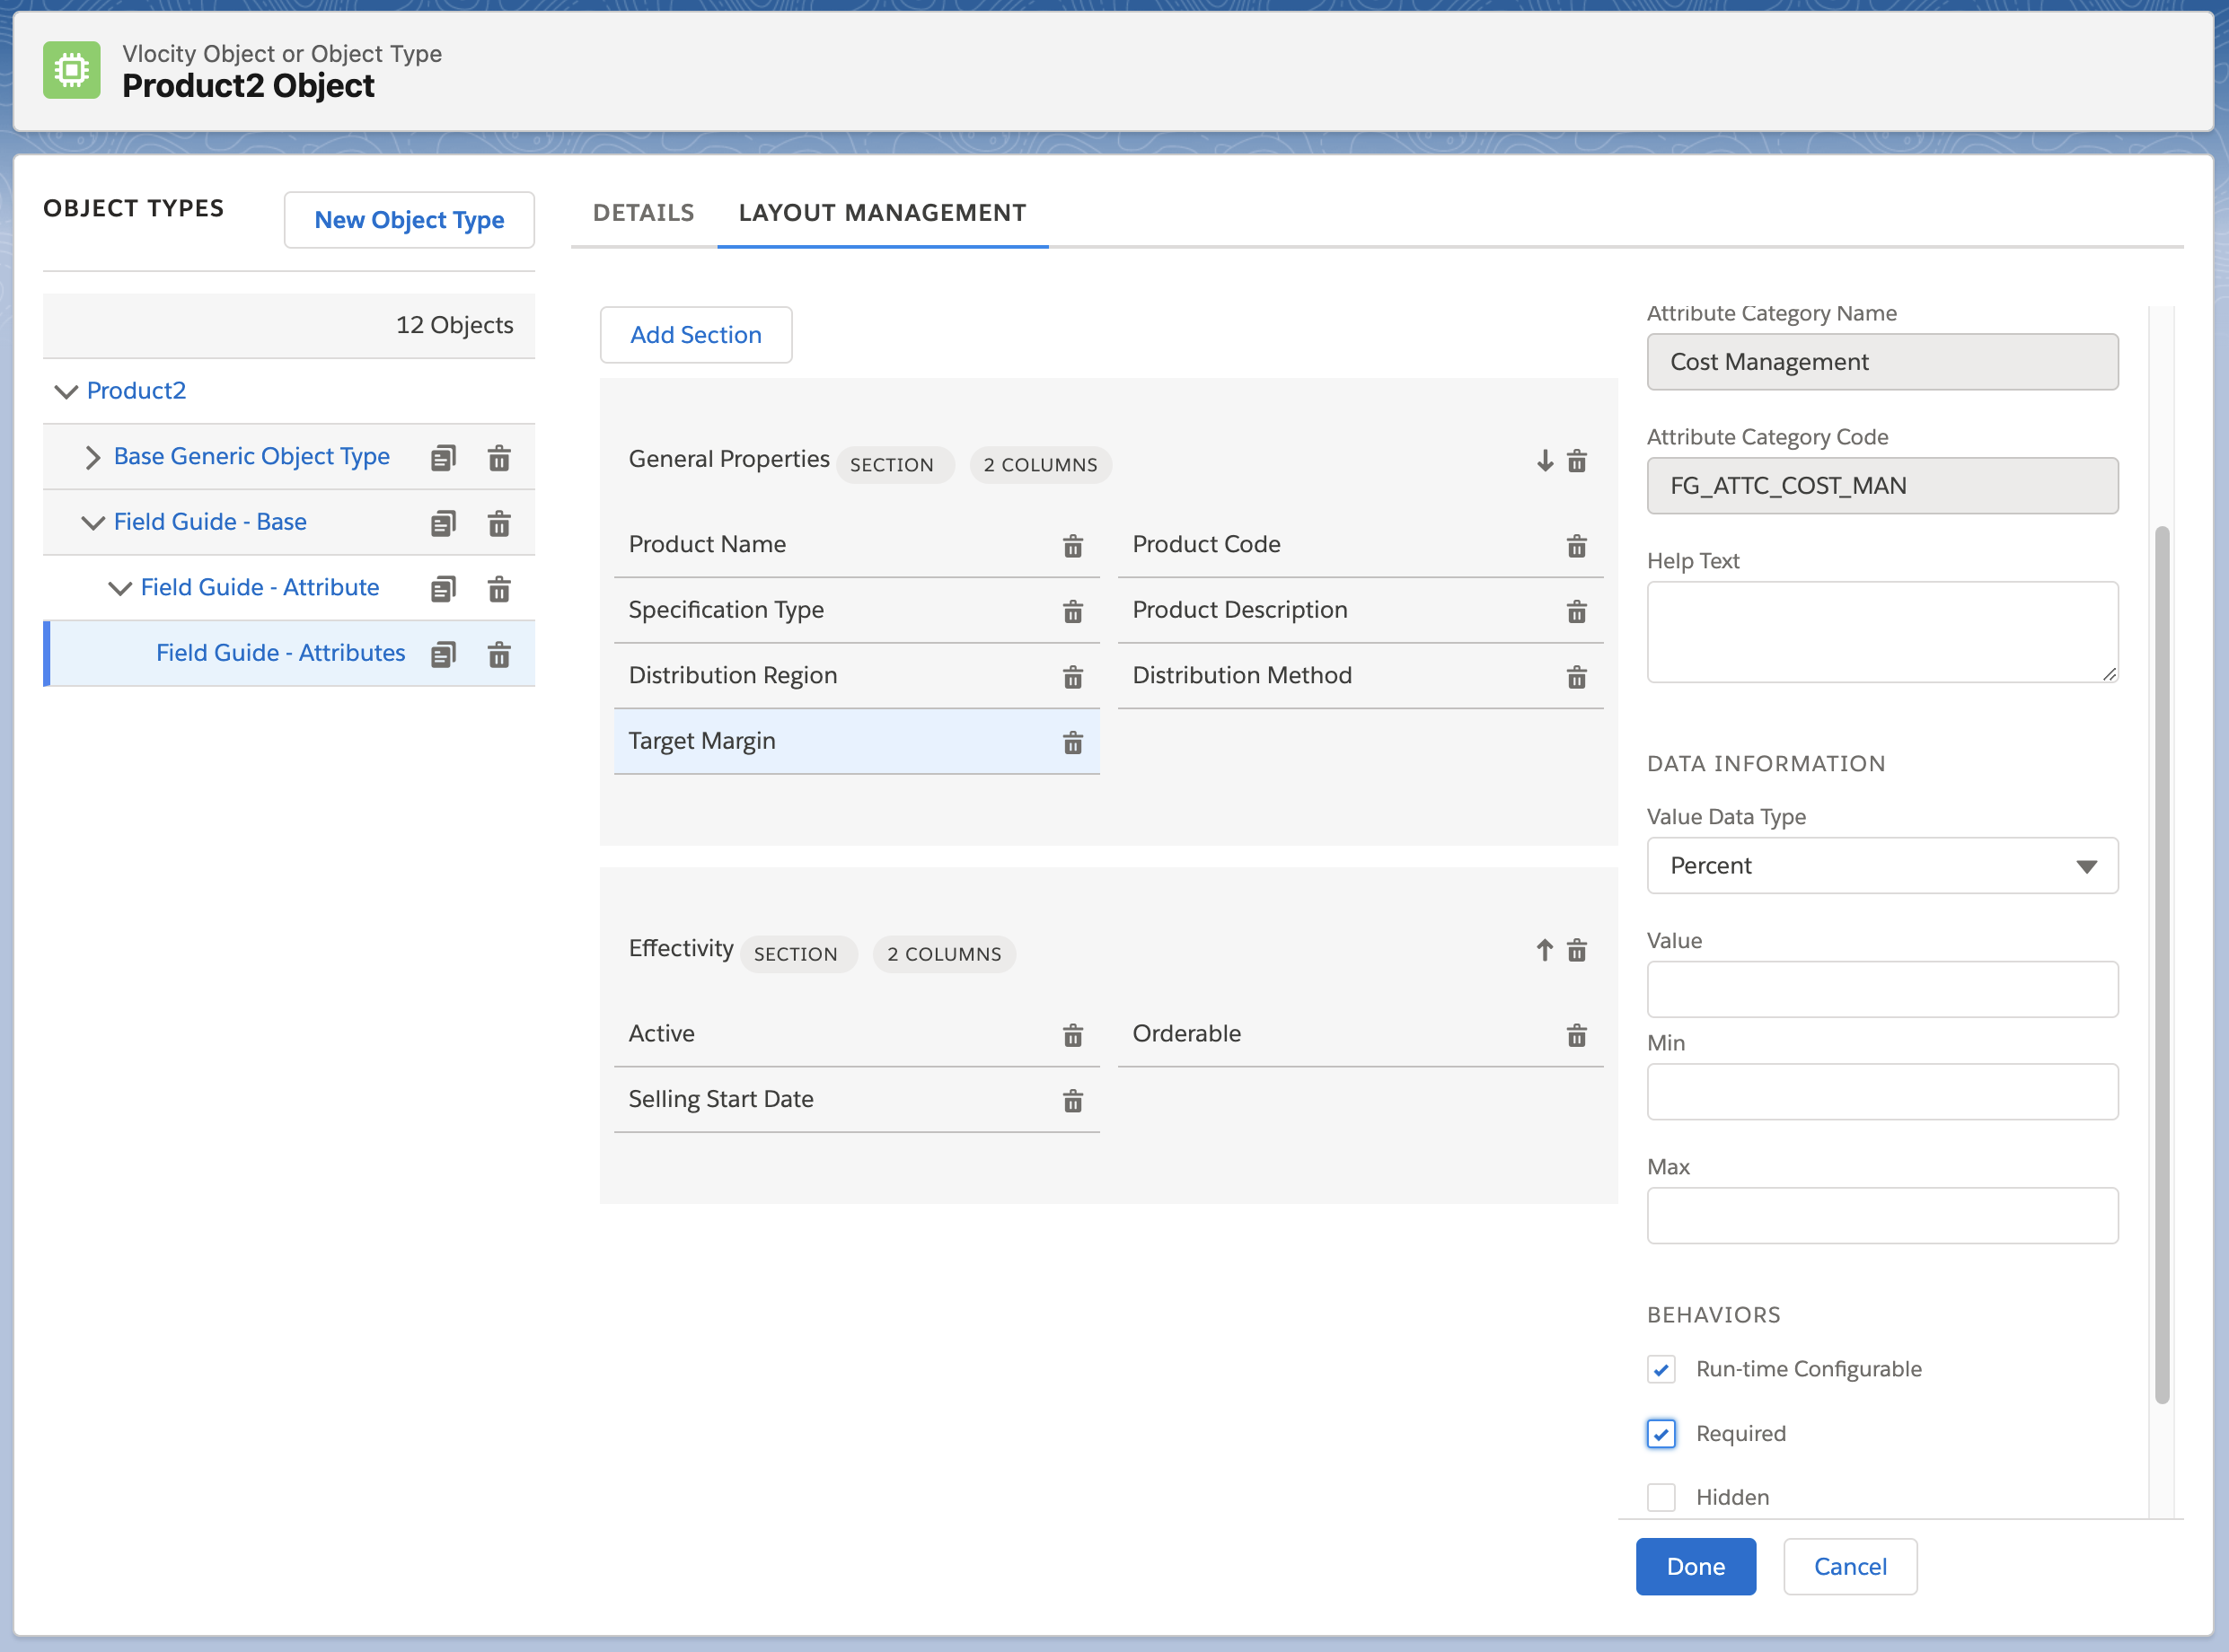 Vlocity Object or Object Type
Product2 Object
OBJECT TYPES
New Object Type
12 Objects
Product2
Base Generic Object Type
Field Guide - Base
Field Guide - Attribute
Field Guide - Attributes
DETAILS
LAYOUT MANAGEMENT
Add Section
General Properties SECTION 2 COLUMNS
Product Name
Product Code
Specification Type
Product Description
Distribution Region
Distribution Method
Target Margin
Effectivity SECTION 2 COLUMNS
Active
Orderable
Selling Start Date
Attribute Category Name
Cost Management
Attribute Category Code
FG_ATTC_COST_MAN
Help Text
DATA INFORMATION
Value Data Type
Percent
Value
Min
Max
BEHAVIORS
Run-time Configurable
Required
Hidden
Done
Cancel